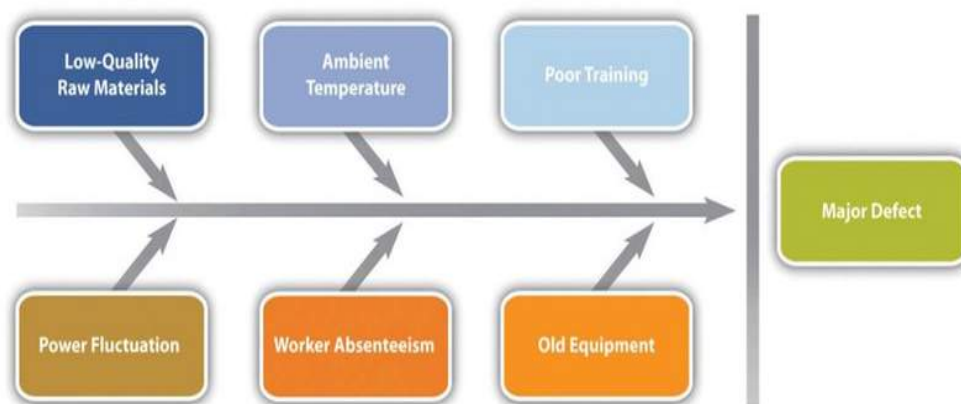 Low-Quality
Raw Materials
Ambient
Temperature
Poor Training
Major Defect
Power Fluctuation
Worker Absenteeism
Old Equipment